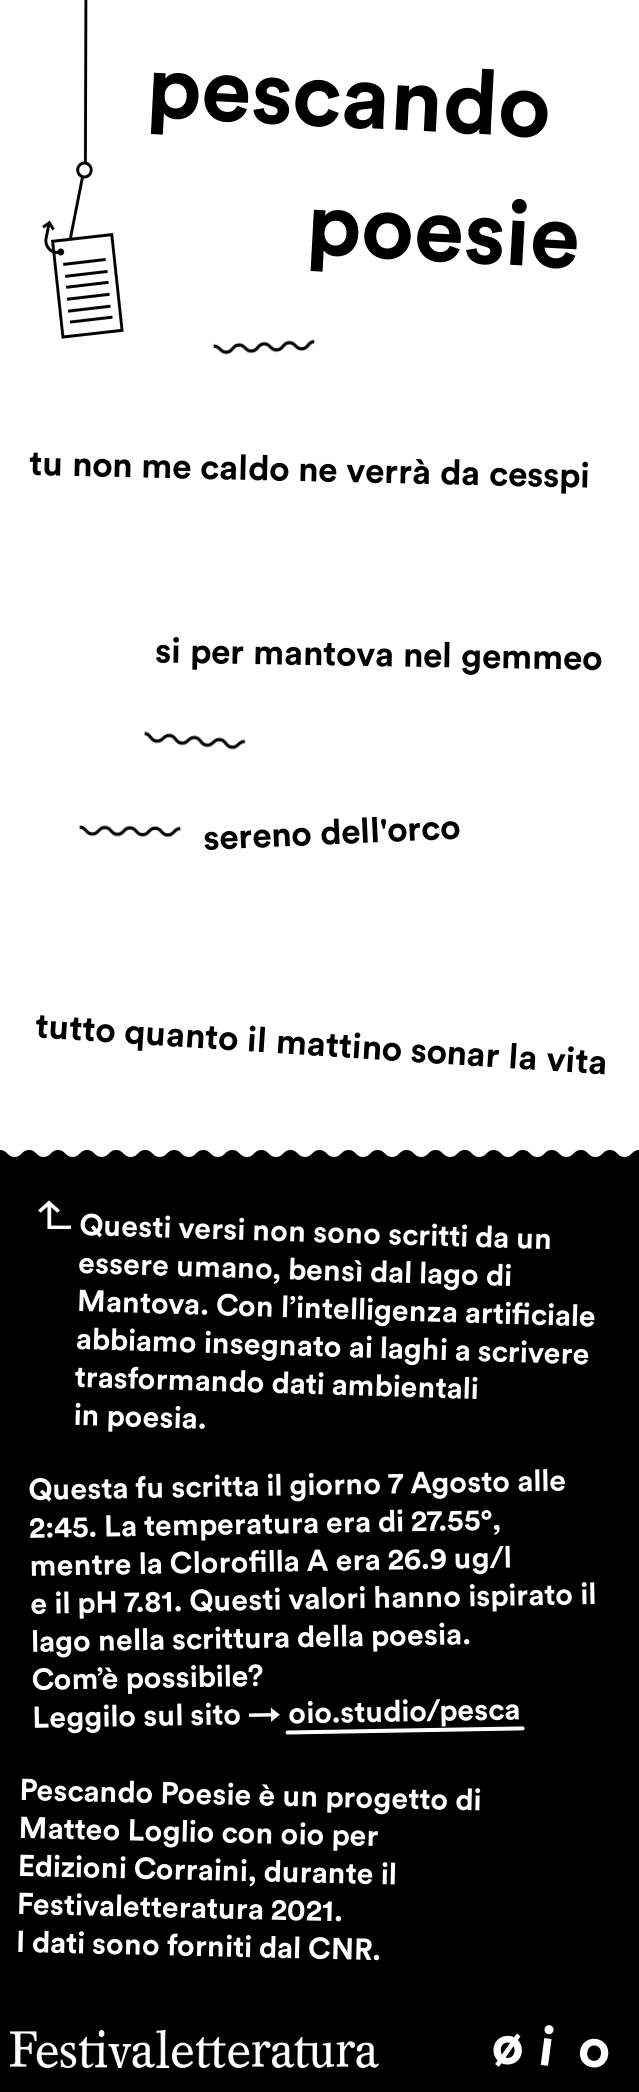 pescando
poesie
tu non me caldo ne verrà da cesspi
si per mantova nel gemmeo
sereno dell'orco
tutto quanto il mattino sonar la vita
Questi versi non sono scritti da un
essere umano, bensì dal lago di
Mantova. Con l’intelligenza artificiale
abbiamo insegnato ai laghi a scrivere
trasformando dati ambientali
in poesia.
Questa fu scritta il giorno 7 Agosto alle
2:45. La temperatura era di 27.55°,
mentre la Clorofilla A era 26.9 ug/l
e il pH 7.81. Questi valori hanno ispirato il
lago nella scrittura della poesia.
Com’è possibile?
Leggilo sul sito → oio.studio/pesca
Pescando Poesie è un progetto di
Matteo Loglio con oio per
Edizioni Corraini, durante il
Festivaletteratura 2021.
I dati sono forniti dal CNR.
Festivaletteratura
øio